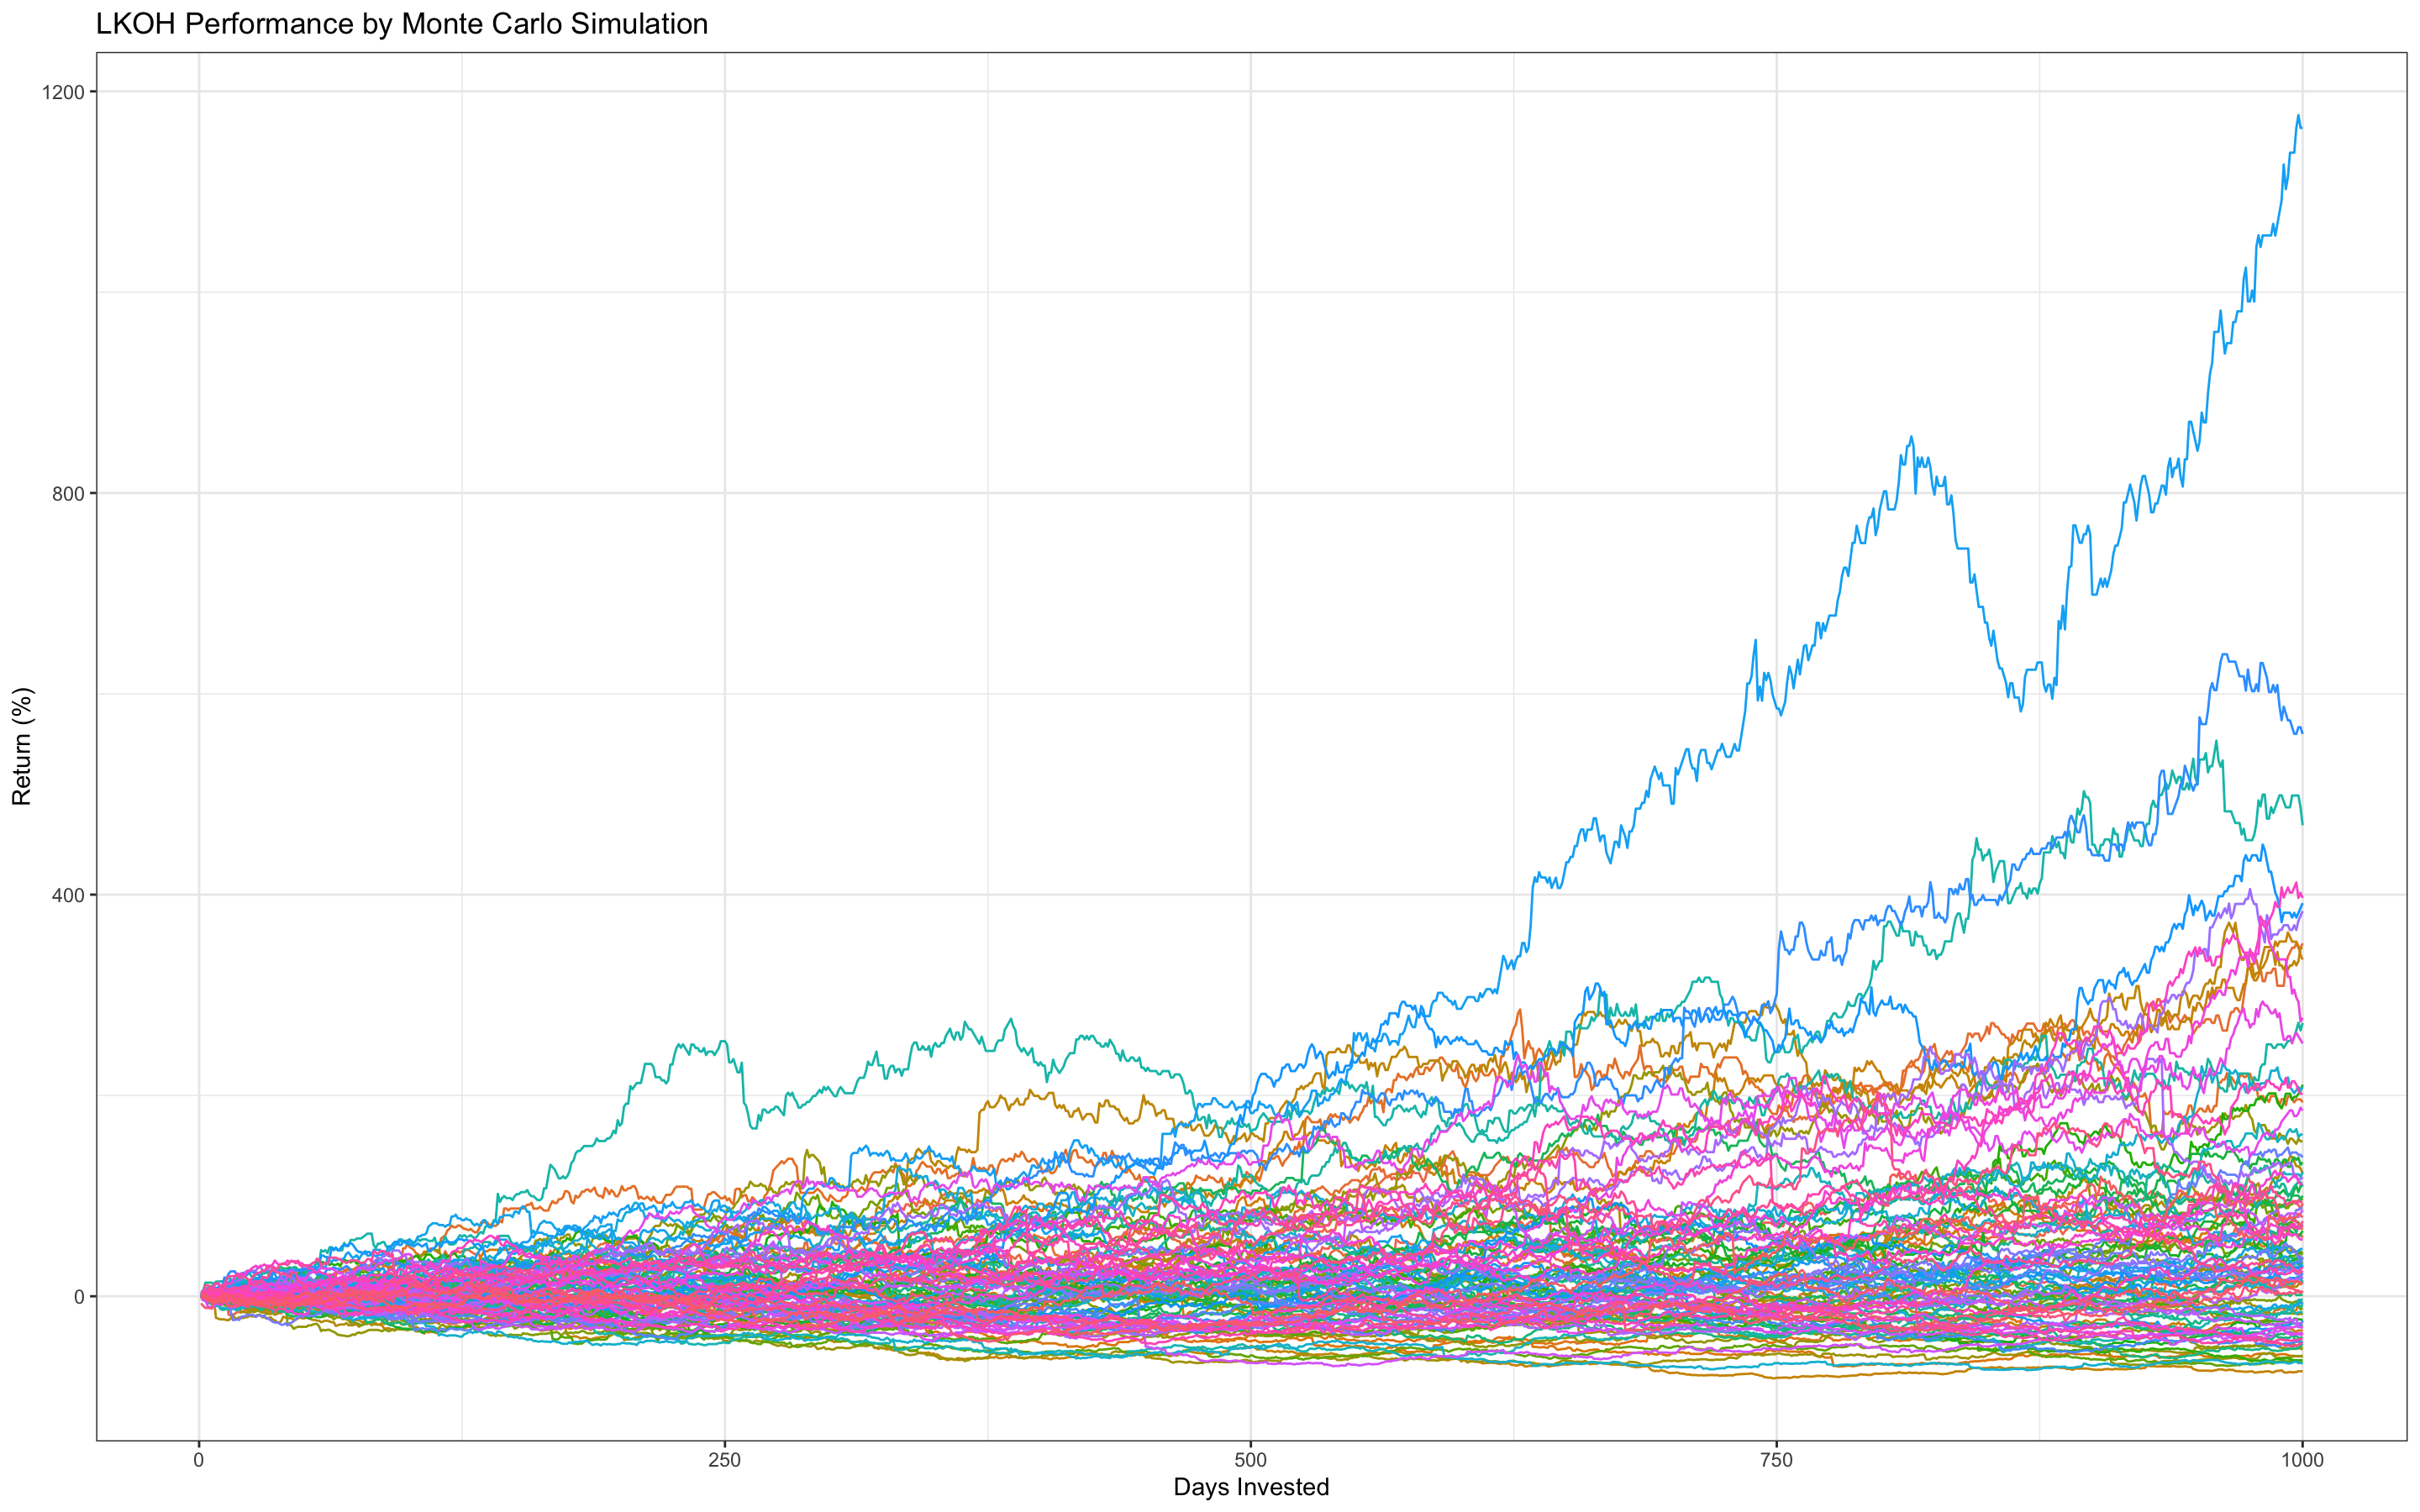 LKOH Performance by Monte Carlo Simulation
1200
800
400
0
Return (%)
0 250 500 750 1000
Days Invested